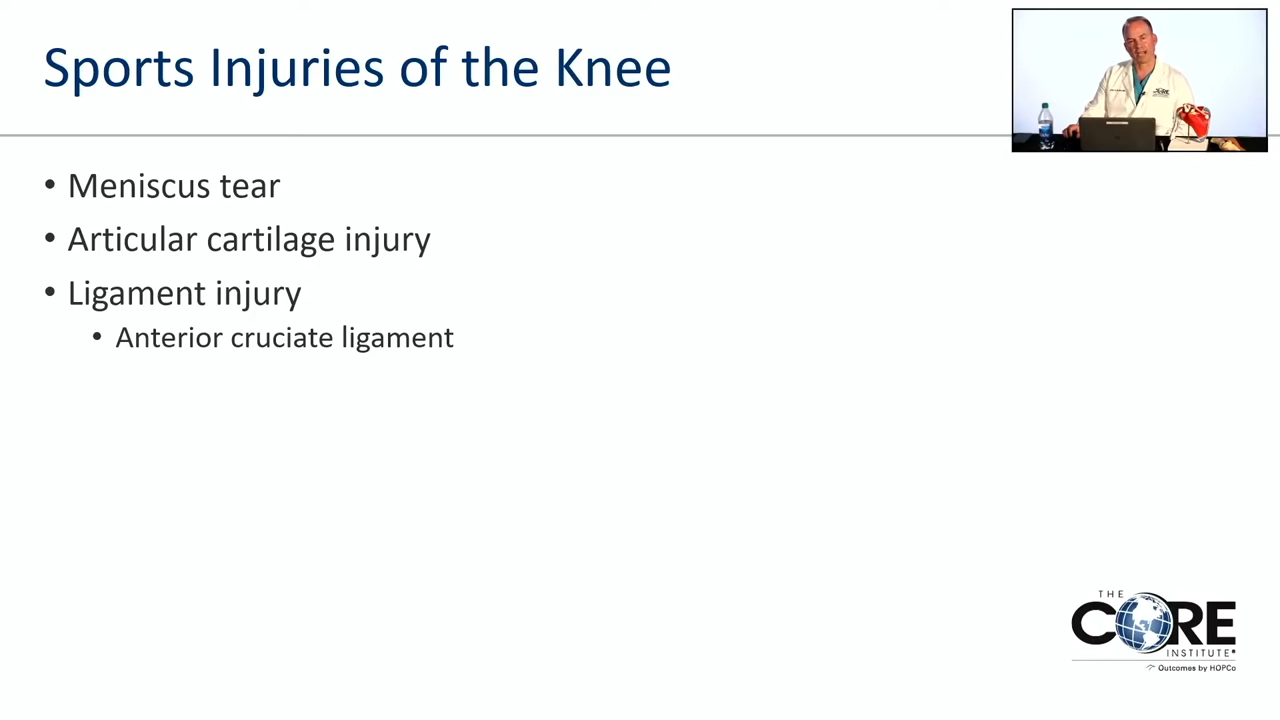 Sports Injuries of the Knee
• Meniscus tear
• Articular cartilage injury
• Ligament injury
• Anterior cruciate ligament
THE
CORE
INSTITUTE
Outcomes by HOPCo